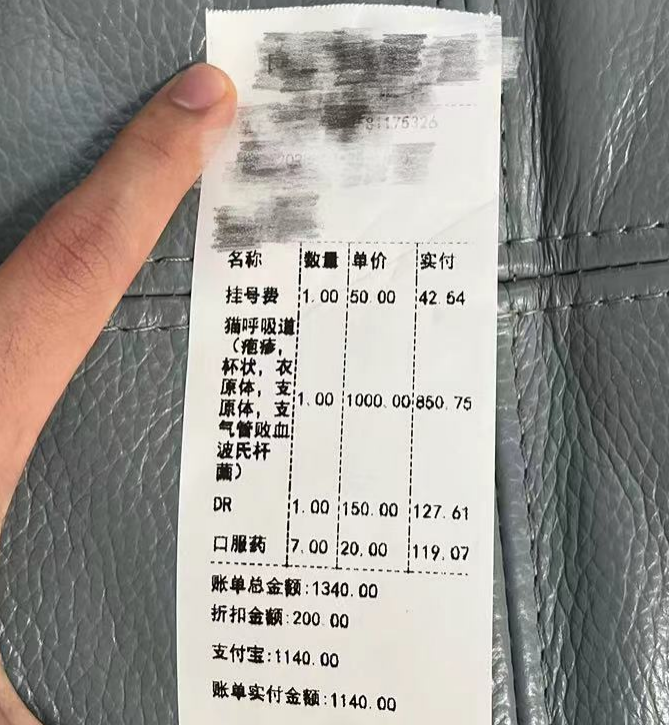 81175326
名称 数量 单价 实付
挂号费 1.00 50.00 42.54
猫呼吸道
（疱疹，
杯状，衣
原体，支
原体，支 1.00 1000.00 850.75
气管败血
波氏杆
菌）
DR 1.00 150.00 127.61
口服药 7.00 20.00 119.07
账单总金额:1340.00
折扣金额:200.00
支付宝:1140.00
账单实付金额:1140.00